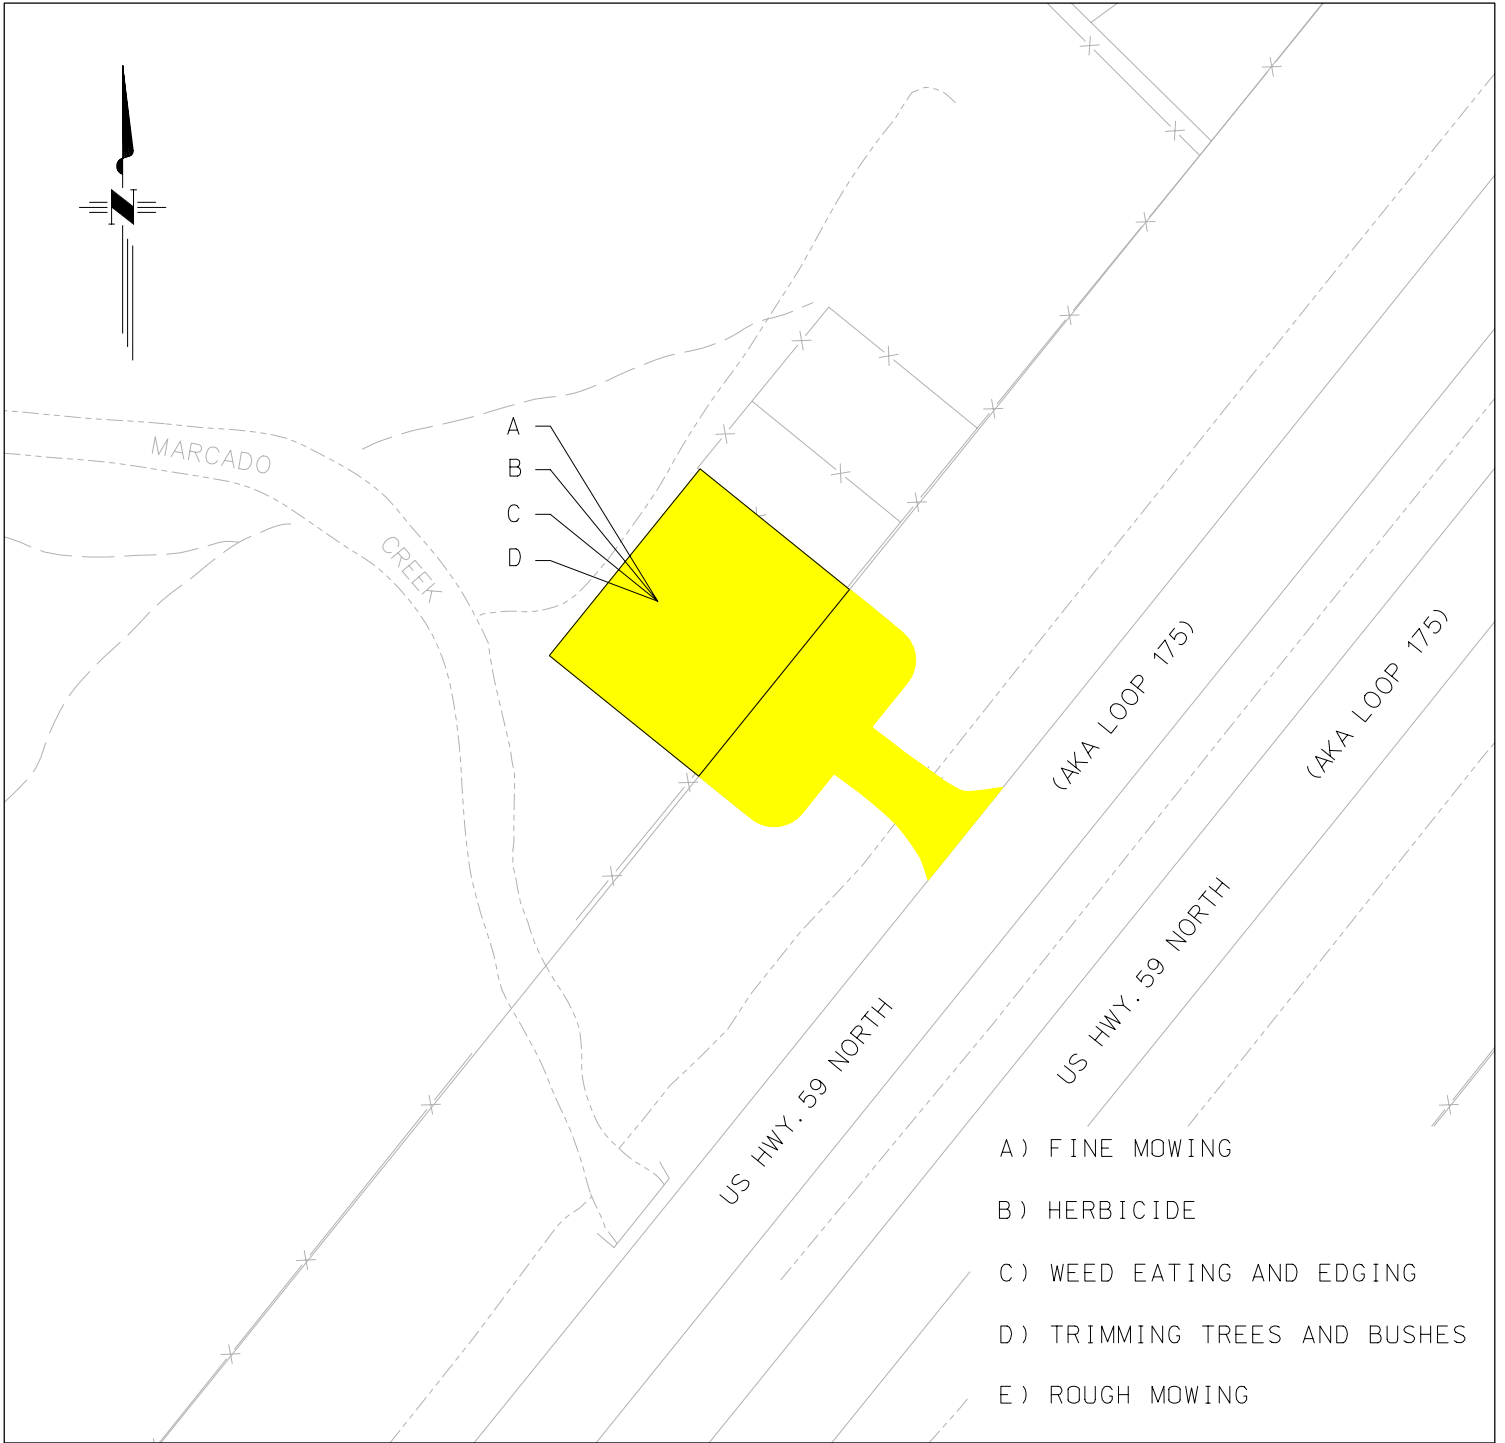 N
MARCADO
CREEK
A
B
C
D
(AKA LOOP 175)
(AKA LOOP 175)
US HWY. 59 NORTH
US HWY. 59 NORTH
A) FINE MOWING
B) HERBICIDE
C) WEED EATING AND EDGING
D) TRIMMING TREES AND BUSHES
E) ROUGH MOWING